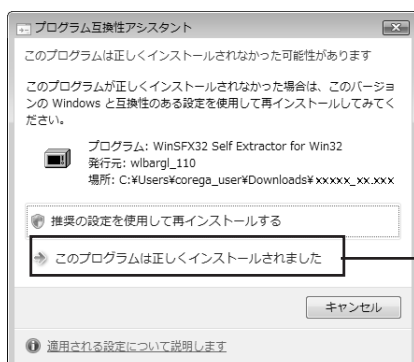 プログラム互換性アシスタント
このプログラムは正しくインストールされなかった可能性があります
このプログラムが正しくインストールされなかった場合は、このバージョ
ンの Windows と互換性のある設定を使用して再インストールしてみてく
ださい。
プログラム: WinSFX32 Self Extractor for Win32
発行元: wlbargl_110
場所: C:¥Users¥corega_user¥Downloads¥xxxxx_xx.xxx
推奨の設定を使用して再インストールする
このプログラムは正しくインストールされました
キャンセル
適用される設定について説明します